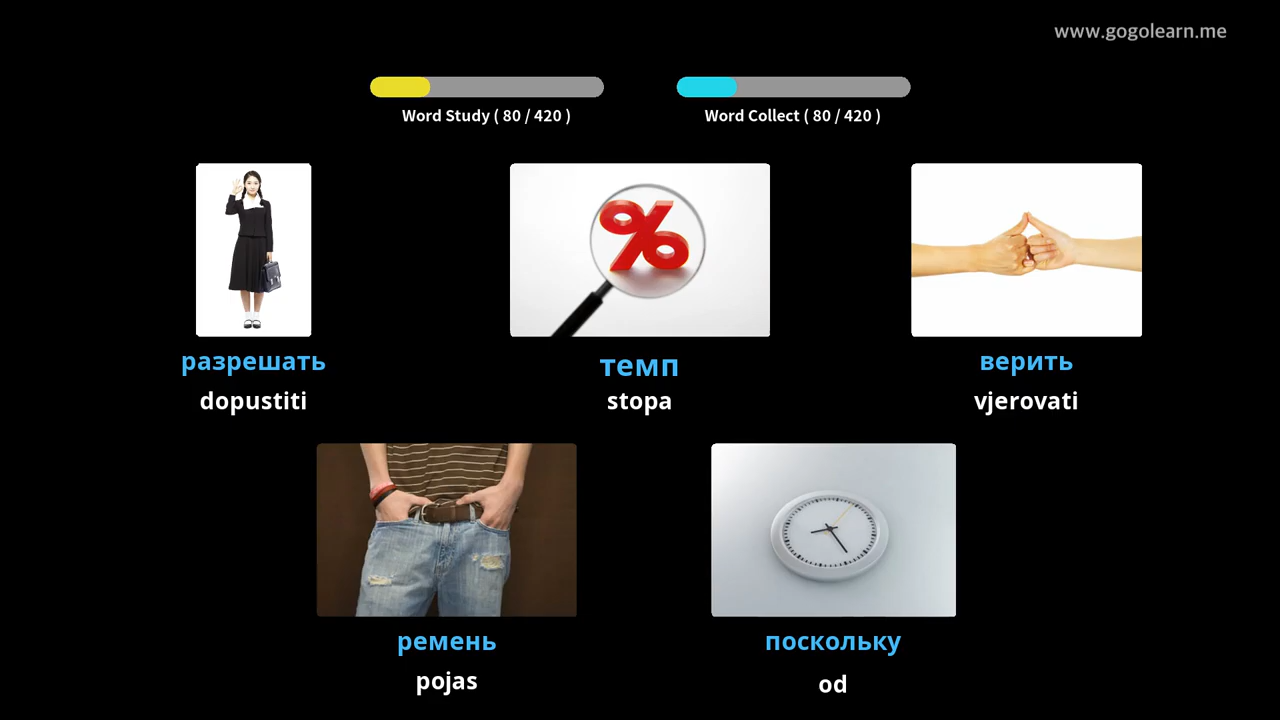 www.gogolearn.me
Word Study ( 80 / 420 )
Word Collect ( 80 / 420 )
разрешать
dopustiti
темп
stopa
верить
vjerovati
ремень
pojas
поскольку
od